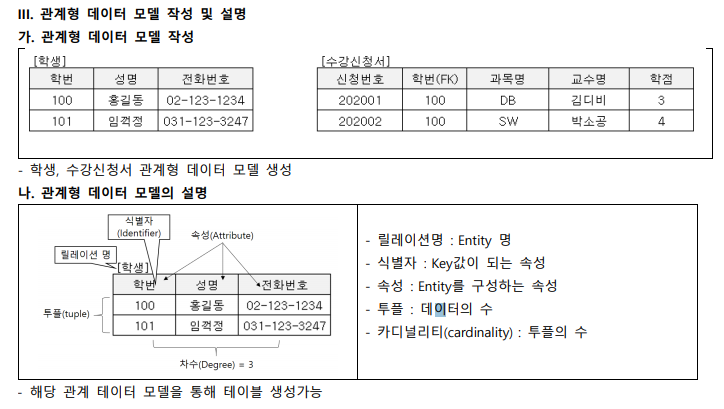 III. 관계형 데이터 모델 작성 및 설명
가. 관계형 데이터 모델 작성
[학생]
학번 성명 전화번호
100 홍길동 02-123-1234
101 임꺽정 031-123-3247
[수강신청서]
신청번호 학번(FK) 과목명 교수명 학점
202001 100 DB 김디비 3
202002 100 SW 박소공 4
- 학생, 수강신청서 관계형 데이터 모델 생성
나. 관계형 데이터 모델의 설명
식별자
(Identifier)
속성(Attribute)
릴레이션 명
[학생]
학번 성명 전화번호
100 홍길동 02-123-1234
101 임꺽정 031-123-3247
투플(tuple)
차수(Degree) = 3
- 릴레이션명 : Entity 명
- 식별자 : Key값이 되는 속성
- 속성 : Entity를 구성하는 속성
- 투플 : 데이터의 수
- 카디널리티(cardinality) : 투플의 수
- 해당 관계 테이터 모델을 통해 테이블 생성가능